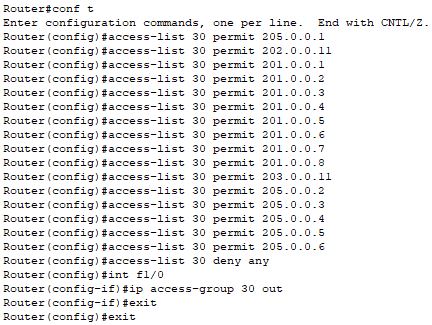 Router#conf t
Enter configuration commands, one per line.  End with CNTL/Z.
Router(config)#access-list 30 permit 205.0.0.1
Router(config)#access-list 30 permit 202.0.0.11
Router(config)#access-list 30 permit 201.0.0.1
Router(config)#access-list 30 permit 201.0.0.2
Router(config)#access-list 30 permit 201.0.0.3
Router(config)#access-list 30 permit 201.0.0.4
Router(config)#access-list 30 permit 201.0.0.5
Router(config)#access-list 30 permit 201.0.0.6
Router(config)#access-list 30 permit 201.0.0.7
Router(config)#access-list 30 permit 201.0.0.8
Router(config)#access-list 30 permit 203.0.0.11
Router(config)#access-list 30 permit 205.0.0.2
Router(config)#access-list 30 permit 205.0.0.3
Router(config)#access-list 30 permit 205.0.0.4
Router(config)#access-list 30 permit 205.0.0.5
Router(config)#access-list 30 permit 205.0.0.6
Router(config)#access-list 30 deny any
Router(config)#int f1/0
Router(config-if)#ip access-group 30 out
Router(config-if)#exit
Router(config)#exit